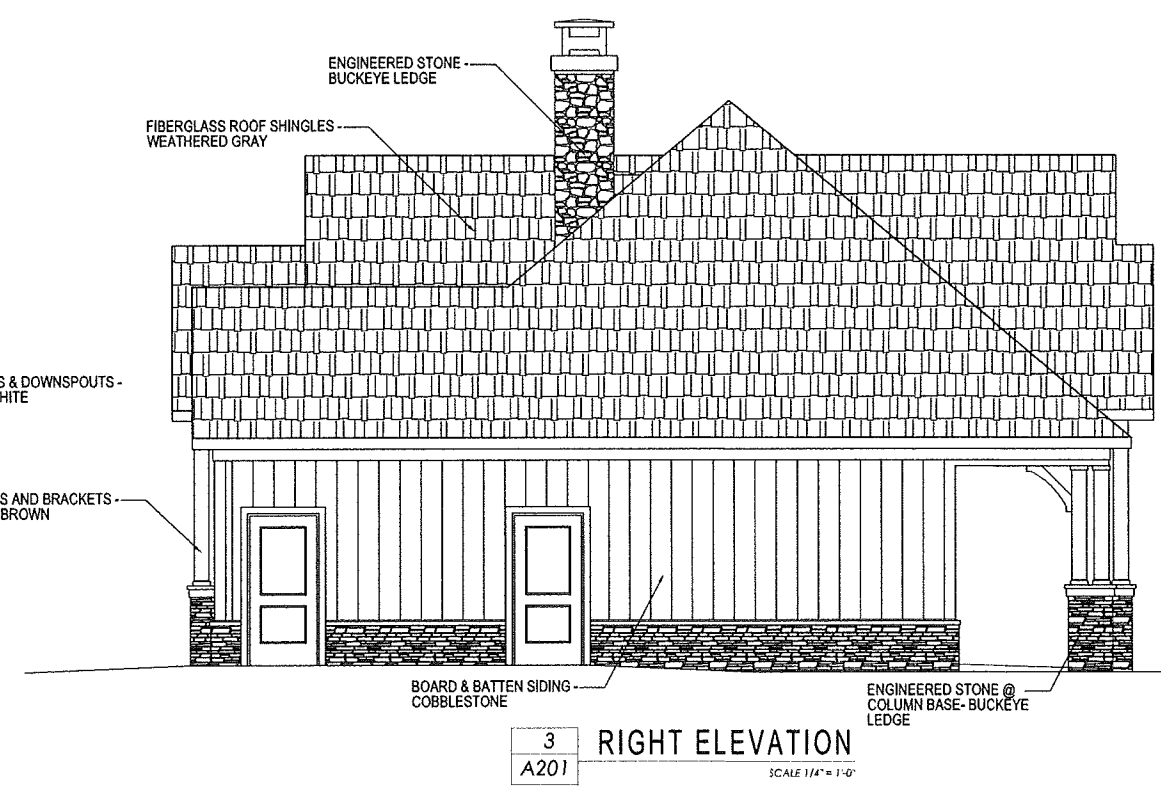 ENGINEERED STONE -
BUCKEYE LEDGE
FIBERGLASS ROOF SHINGLES -
WEATHERED GRAY
S & DOWNSPOUTS -
HITE
S AND BRACKETS -
BROWN
BOARD & BATTEN SIDING -
COBBLESTONE
ENGINEERED STONE @
COLUMN BASE- BUCKEYE
LEDGE
3
A201
RIGHT ELEVATION
SCALE 1/4" = 1'-0"